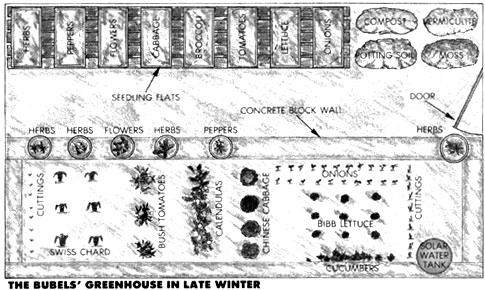 HERBS
PEPPERS
FLOWERS
CABBAGE
BROCCOLI
TOMATOES
LETTUCE
ONIONS
COMPOST
VERMICULITE
POTTING SOIL
MOSS
SEEDLING FLATS
CONCRETE BLOCK WALL
DOOR
HERBS
HERBS
FLOWERS
HERBS
PEPPERS
HERBS
CUTTINGS
SWISS CHARD
BUSH TOMATOES
CALENDULAS
CHINESE CABBAGE
ONIONS
BIBB LETTUCE
CUCUMBERS
CUTTINGS
SOLAR
WATER
TANK
THE BUBELS' GREENHOUSE IN LATE WINTER